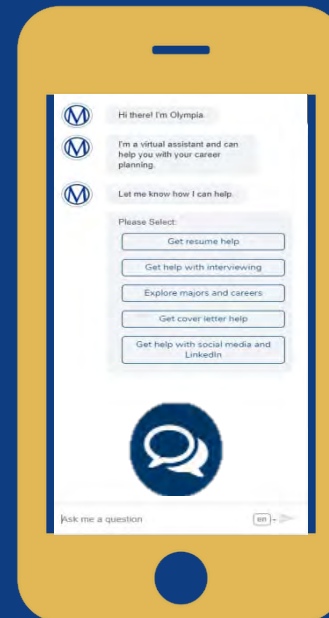 M
Hi there! I'm Olympia.
M
I'm a virtual assistant and can
help you with your career
planning.
M
Let me know how I can help.
Please Select:
Get resume help
Get help with interviewing
Explore majors and careers
Get cover letter help
Get help with social media and
LinkedIn
Ask me a question
en